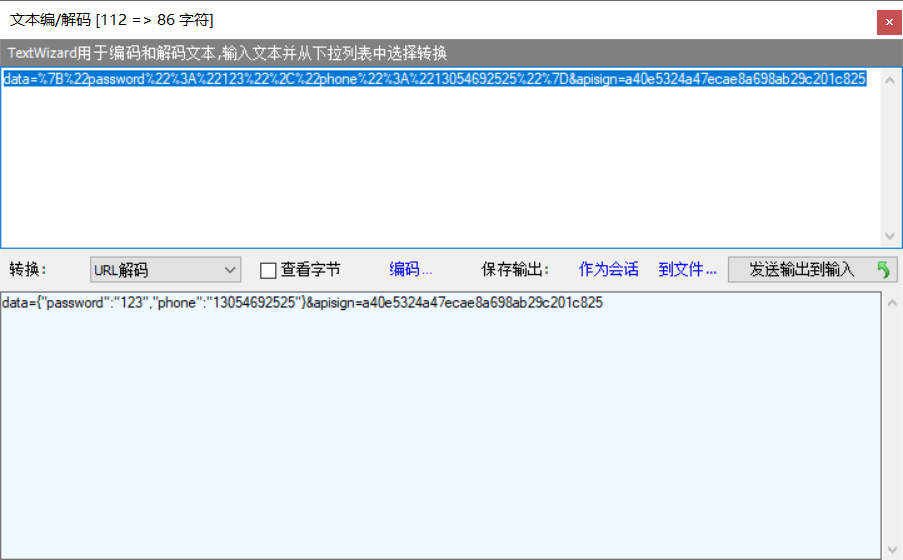 文本编/解码 [112 => 86 字符]
TextWizard用于编码和解码文本,输入文本并从下拉列表中选择转换
data=%7B%22password%22%3A%22123%22%2C%22phone%22%3A%2213054692525%22%7D&apisign=a40e5324a47ecae8a698ab29c201c825
转换: URL解码 查看字节 编码... 保存输出: 作为会话 到文件... 发送输出到输入
data={"password":"123","phone":"13054692525"}&apisign=a40e5324a47ecae8a698ab29c201c825